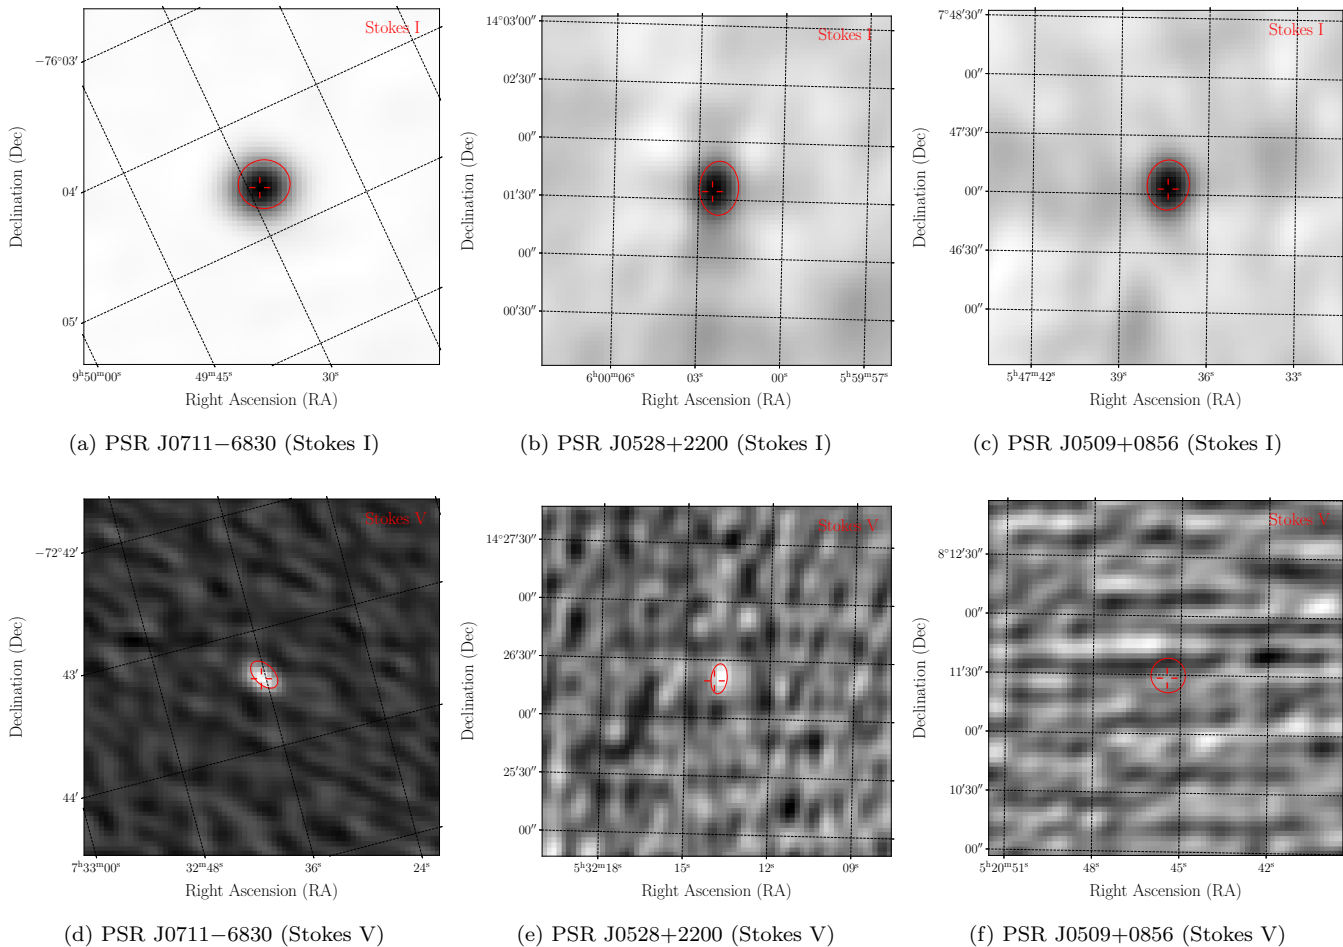 Stokes I
−76°03′
04′
05′
Declination (Dec)
9ʰ50ᵐ00ˢ 49ᵐ45ˢ 30ˢ
Right Ascension (RA)
(a) PSR J0711−6830 (Stokes I)
Stokes I
14°03′00″
02′30″
00″
01′30″
00″
00′30″
Declination (Dec)
6ʰ00ᵐ06ˢ 03ˢ 00ˢ 5ʰ59ᵐ57ˢ
Right Ascension (RA)
(b) PSR J0528+2200 (Stokes I)
Stokes I
7°48′30″
00″
47′30″
00″
46′30″
00″
Declination (Dec)
5ʰ47ᵐ42ˢ 39ˢ 36ˢ 33ˢ
Right Ascension (RA)
(c) PSR J0509+0856 (Stokes I)
Stokes V
−72°42′
43′
44′
Declination (Dec)
7ʰ33ᵐ00ˢ 32ᵐ48ˢ 36ˢ 24ˢ
Right Ascension (RA)
(d) PSR J0711−6830 (Stokes V)
Stokes V
14°27′30″
00″
26′30″
00″
25′30″
00″
Declination (Dec)
5ʰ32ᵐ18ˢ 15ˢ 12ˢ 09ˢ
Right Ascension (RA)
(e) PSR J0528+2200 (Stokes V)
Stokes V
8°12′30″
00″
11′30″
00″
10′30″
00″
Declination (Dec)
5ʰ20ᵐ51ˢ 48ˢ 45ˢ 42ˢ
Right Ascension (RA)
(f) PSR J0509+0856 (Stokes V)